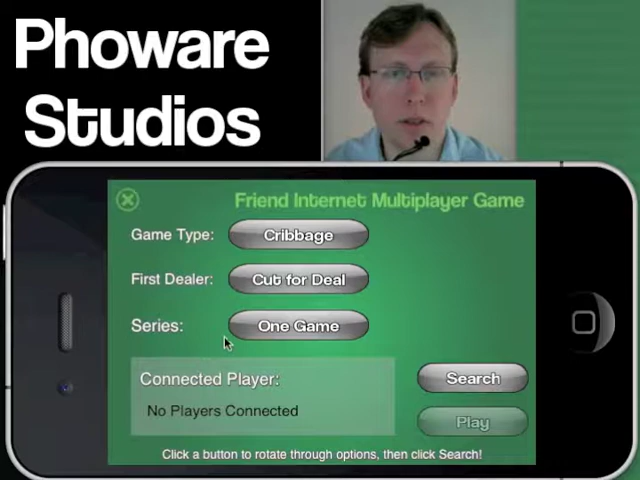 Phoware
Studios
Friend Internet Multiplayer Game
Game Type: Cribbage
First Dealer: Cut for Deal
Series: One Game
Connected Player:
No Players Connected
Search
Play
Click a button to rotate through options, then click Search!